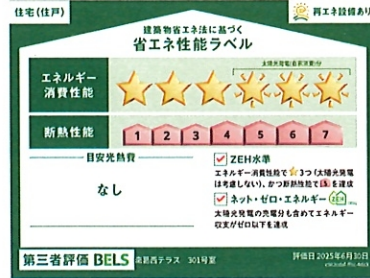 住宅(住戸)
再エネ設備あり
建築物省エネ法に基づく
省エネ性能ラベル
太陽光発電(自家消費)分
エネルギー
消費性能
断熱性能
1 2 3 4 5 6 7
目安光熱費
なし
ZEH水準
エネルギー消費性能で★3つ(太陽光発電
は考慮しない)、かつ断熱性能で5を達成
ネット・ゼロ・エネルギー
太陽光発電の売電分も含めてエネルギー
収支がゼロ以下を達成
第三者評価 BELS 南葛西テラス 301号室
評価日 2025年6月30日